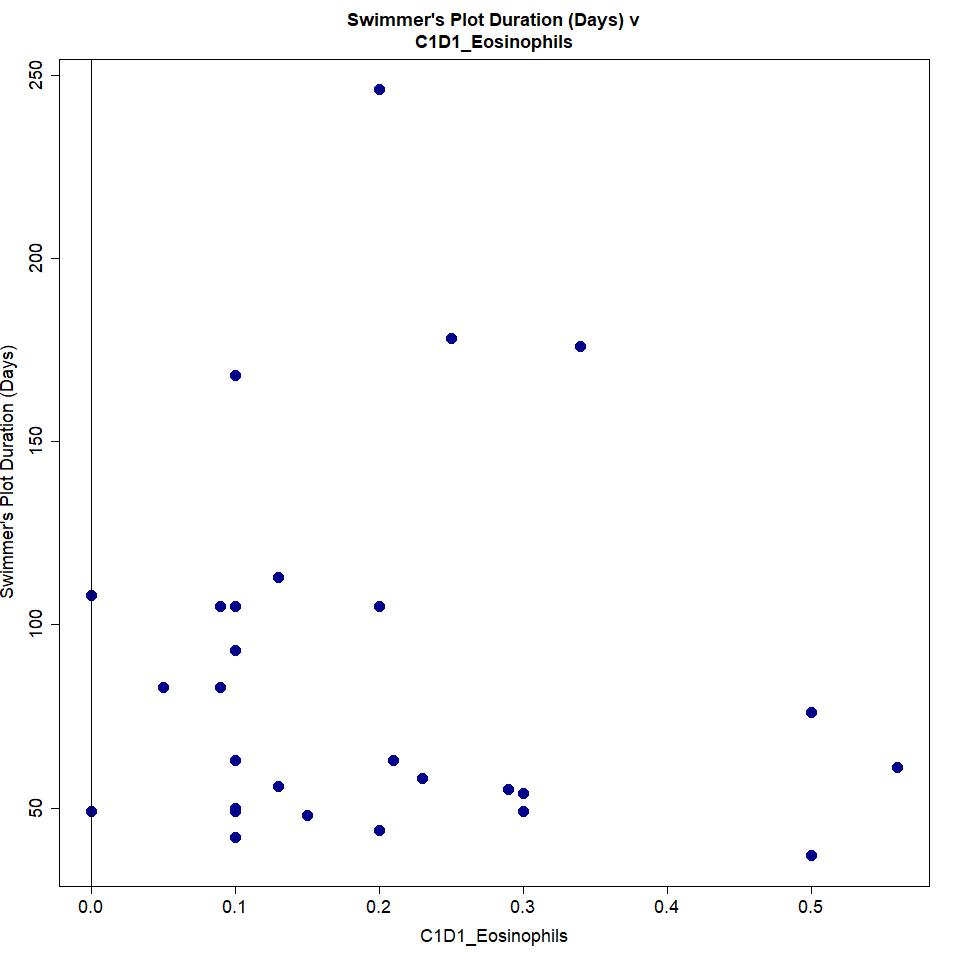 Swimmer's Plot Duration (Days) v
C1D1_Eosinophils
250
200
150
100
50
Swimmer's Plot Duration (Days)
0.0 0.1 0.2 0.3 0.4 0.5
C1D1_Eosinophils